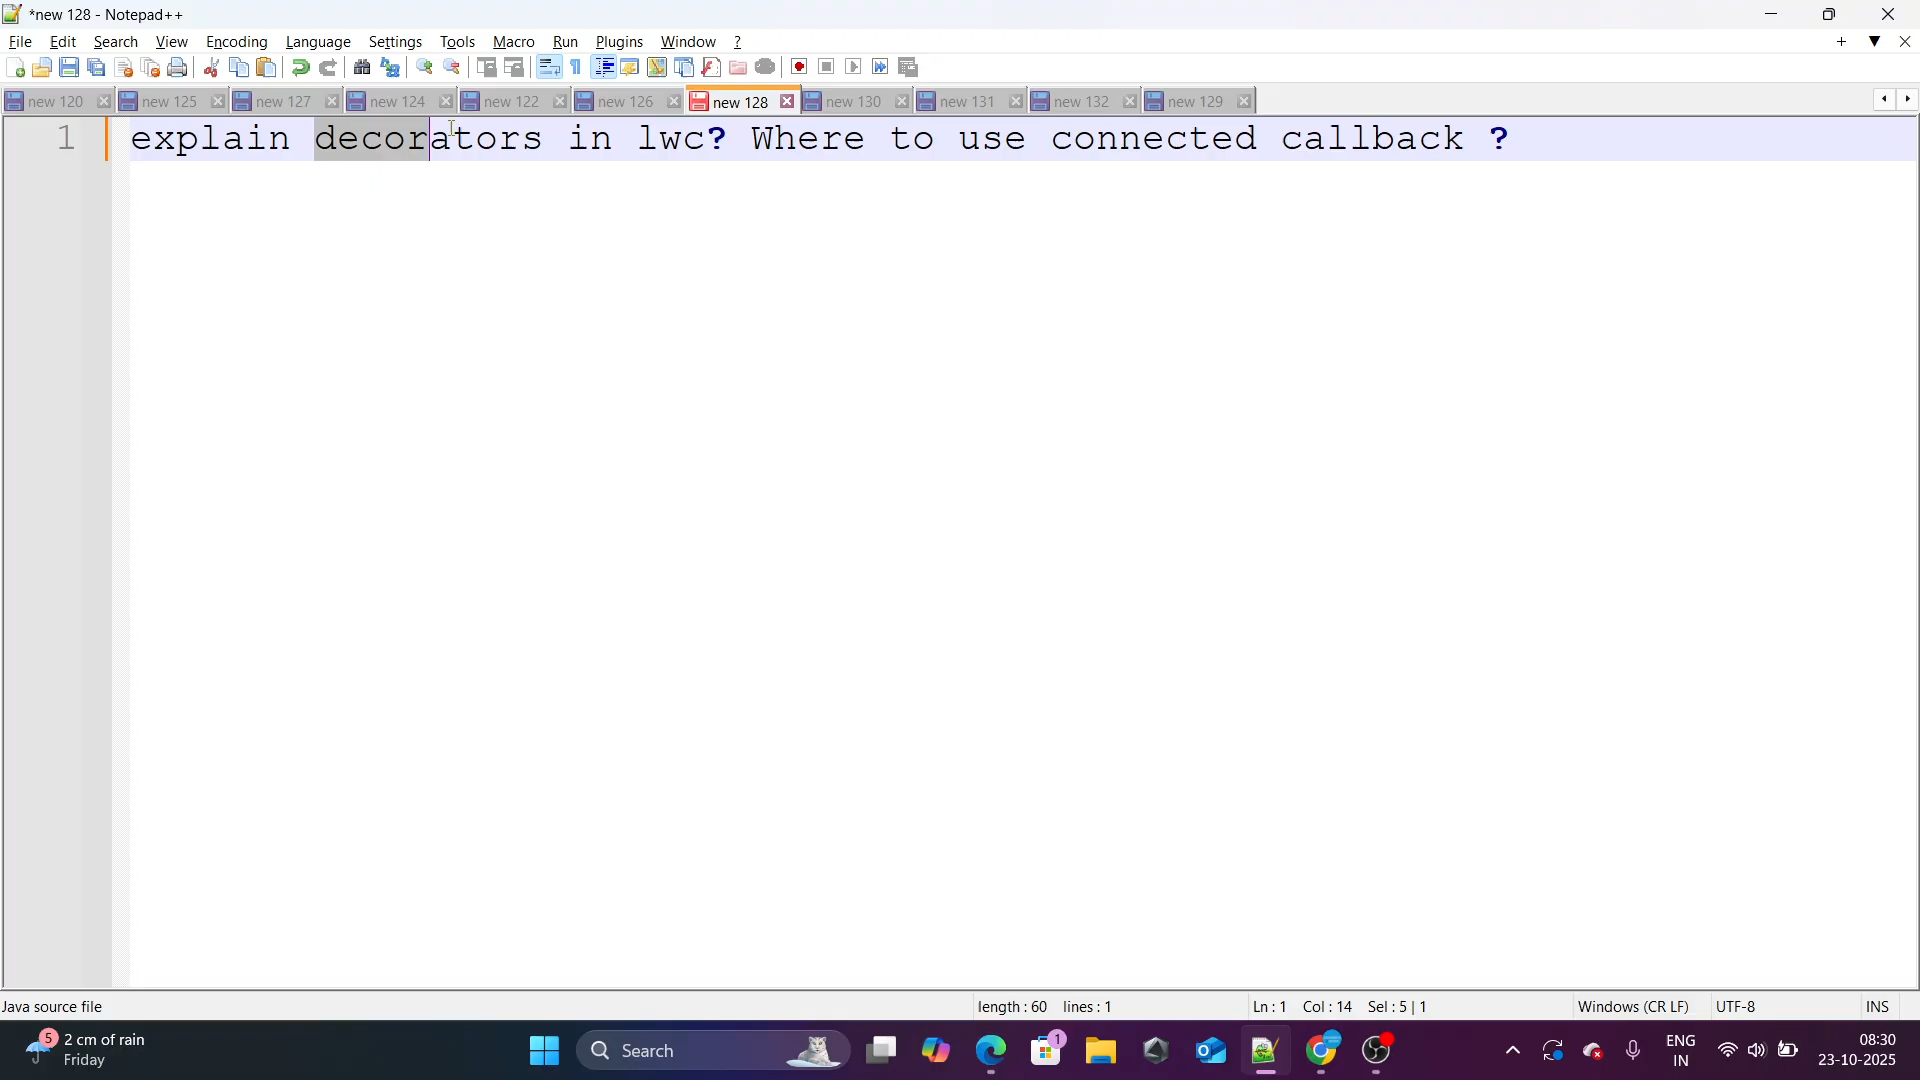 *new 128 - Notepad++
File Edit Search View Encoding Language Settings Tools Macro Run Plugins Window ?
new 120 new 125 new 127 new 124 new 122 new 126 new 128 new 130 new 131 new 132 new 129
1 explain decorators in lwc? Where to use connected callback ?
Java source file length : 60 lines : 1 Ln : 1 Col : 14 Sel : 5 | 1 Windows (CR LF) UTF-8 INS
5 2 cm of rain
Friday
Search
1
ENG
IN
08:30
23-10-2025